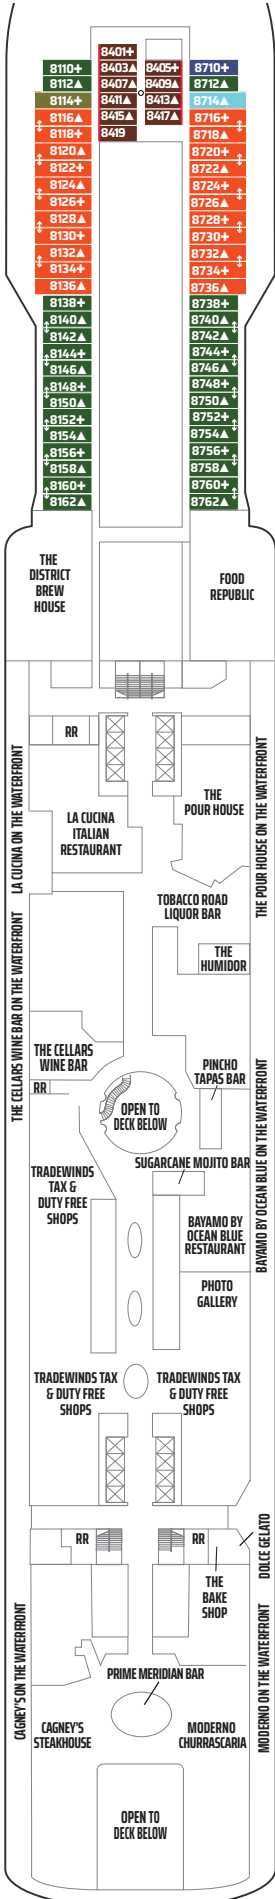 8401+
8403▲ 8405+
8407▲ 8409▲
8411▲ 8413▲
8415▲ 8417▲
8419
8110+
8112▲
8114+
8116▲
8118+
8120▲
8122+
8124▲
8126+
8128▲
8130+
8132▲
8134+
8136▲
8138+
8140▲
8142▲
8144+
8146▲
8148+
8150▲
8152+
8154▲
8156+
8158▲
8160+
8162▲
8710+
8712▲
8714▲
8716+
8718▲
8720+
8722▲
8724+
8726▲
8728+
8730+
8732▲
8734+
8736▲
8738+
8740▲
8742▲
8744+
8746▲
8748+
8750▲
8752+
8754▲
8756+
8758▲
8760+
8762▲
THE
DISTRICT
BREW
HOUSE
FOOD
REPUBLIC
RR
LA CUCINA ON THE WATERFRONT
LA CUCINA
ITALIAN
RESTAURANT
THE
POUR HOUSE
THE POUR HOUSE ON THE WATERFRONT
TOBACCO ROAD
LIQUOR BAR
THE
HUMIDOR
THE CELLARS WINE BAR ON THE WATERFRONT
THE CELLARS
WINE BAR
RR
OPEN TO
DECK BELOW
PINCHO
TAPAS BAR
SUGARCANE MOJITO BAR
TRADEWINDS
TAX &
DUTY FREE
SHOPS
BAYAMO BY
OCEAN BLUE
RESTAURANT
BAYAMO BY OCEAN BLUE ON THE WATERFRONT
PHOTO
GALLERY
TRADEWINDS TAX
& DUTY FREE
SHOPS
TRADEWINDS TAX
& DUTY FREE
SHOPS
RR
RR
DOLCE GELATO
THE
BAKE
SHOP
CAGNEY'S ON THE WATERFRONT
PRIME MERIDIAN BAR
CAGNEY'S
STEAKHOUSE
MODERNO
CHURRASCARIA
MODERNO ON THE WATERFRONT
OPEN TO
DECK BELOW